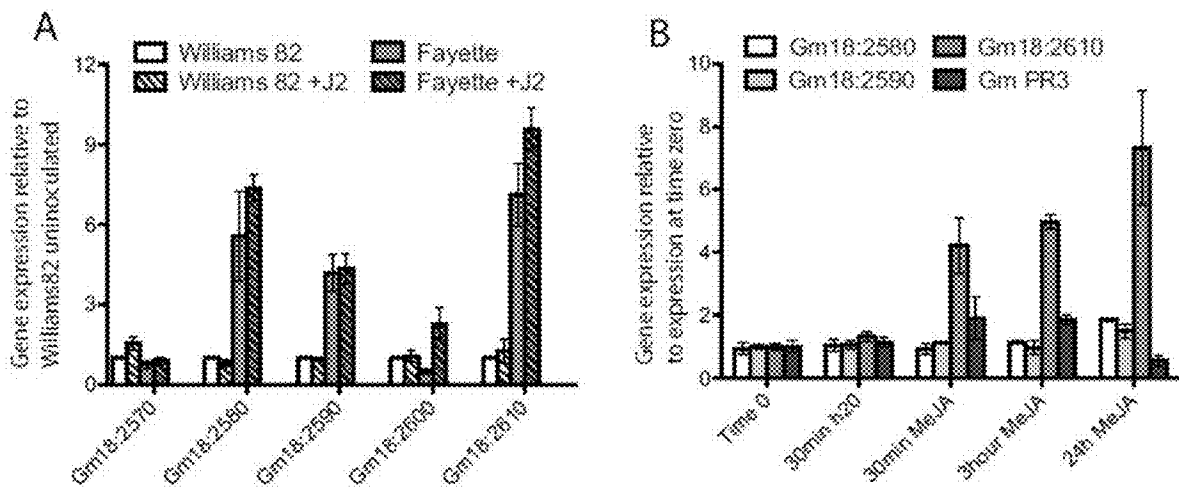 A
Williams 82
Fayette
Williams 82 +J2
Fayette +J2
Gene expression relative to
Williams82 uninoculated
12
9
6
3
0
Gm18:2570
Gm18:2580
Gm18:2590
Gm18:2600
Gm18:2610
B
Gm18:2580
Gm18:2610
Gm18:2590
Gm PR3
Gene expression relative
to expression at time zero
10
8
6
4
2
0
Time 0
30min h20
30min MeJA
3hour MeJA
24h MeJA